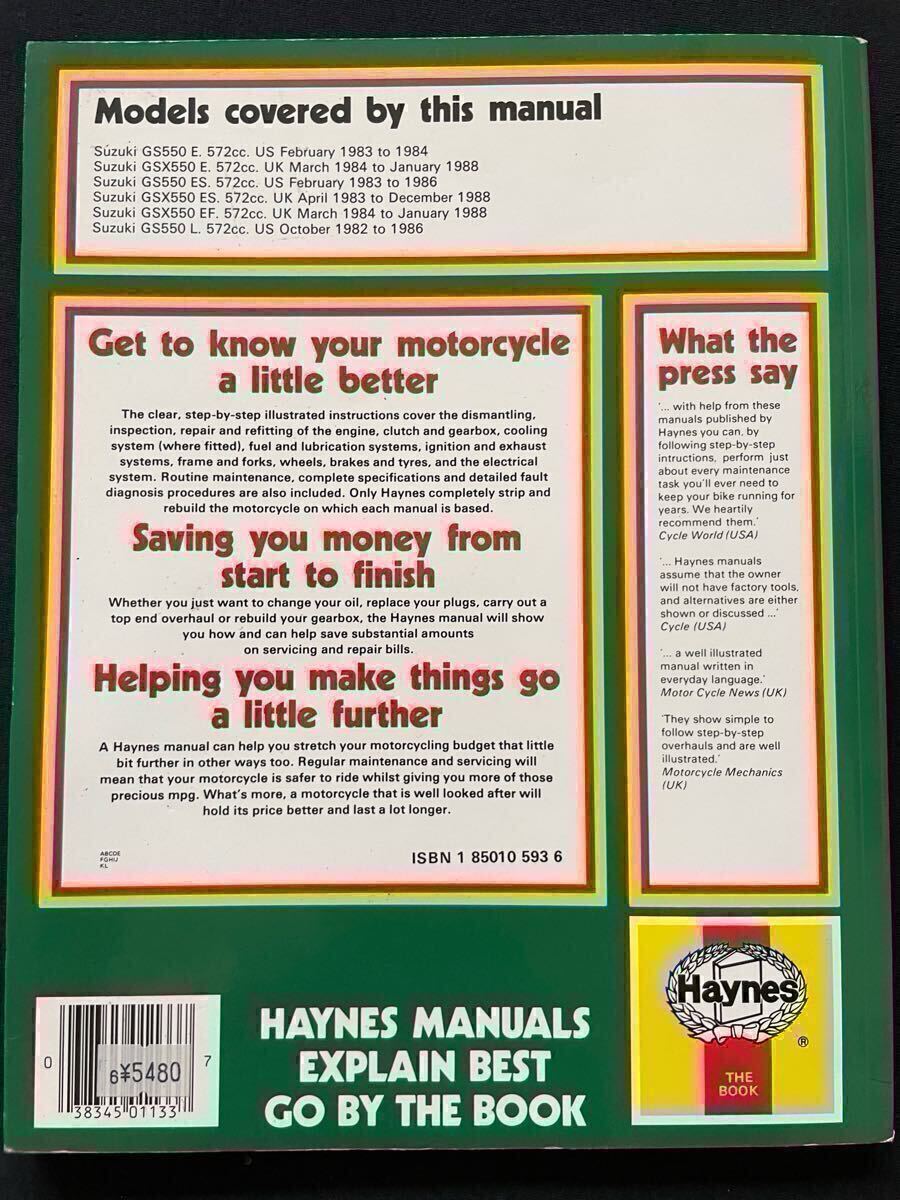 Models covered by this manual
Suzuki GS550 E. 572cc. US February 1983 to 1984
Suzuki GSX550 E. 572cc. UK March 1984 to January 1988
Suzuki GS550 ES. 572cc. US February 1983 to 1986
Suzuki GSX550 ES. 572cc. UK April 1983 to December 1988
Suzuki GSX550 EF. 572cc. UK March 1984 to January 1988
Suzuki GS550 L. 572cc. US October 1982 to 1986
Get to know your motorcycle
a little better
The clear, step-by-step illustrated instructions cover the dismantling,
inspection, repair and refitting of the engine, clutch and gearbox, cooling
system (where fitted), fuel and lubrication systems, ignition and exhaust
systems, frame and forks, wheels, brakes and tyres, and the electrical
system. Routine maintenance, complete specifications and detailed fault
diagnosis procedures are also included. Only Haynes completely strip and
rebuild the motorcycle on which each manual is based.
Saving you money from
start to finish
Whether you just want to change your oil, replace your plugs, carry out a
top end overhaul or rebuild your gearbox, the Haynes manual will show
you how and can help save substantial amounts
on servicing and repair bills.
Helping you make things go
a little further
A Haynes manual can help you stretch your motorcycling budget that little
bit further in other ways too. Regular maintenance and servicing will
mean that your motorcycle is safer to ride whilst giving you more of those
precious mpg. What's more, a motorcycle that is well looked after will
hold its price better and last a lot longer.
ABCDE
FGHIJ
KL
ISBN 1 85010 593 6
What the
press say
'... with help from these
manuals published by
Haynes you can, by
following step-by-step
intructions, perform just
about every maintenance
task you'll ever need to
keep your bike running for
years. We heartily
recommend them.'
Cycle World (USA)
'... Haynes manuals
assume that the owner
will not have factory tools,
and alternatives are either
shown or discussed ...'
Cycle (USA)
'... a well illustrated
manual written in
everyday language.'
Motor Cycle News (UK)
'They show simple to
follow step-by-step
overhauls and are well
illustrated.'
Motorcycle Mechanics
(UK)
0 38345 01133 7
6¥5480
HAYNES MANUALS
EXPLAIN BEST
GO BY THE BOOK
Haynes
®
THE
BOOK